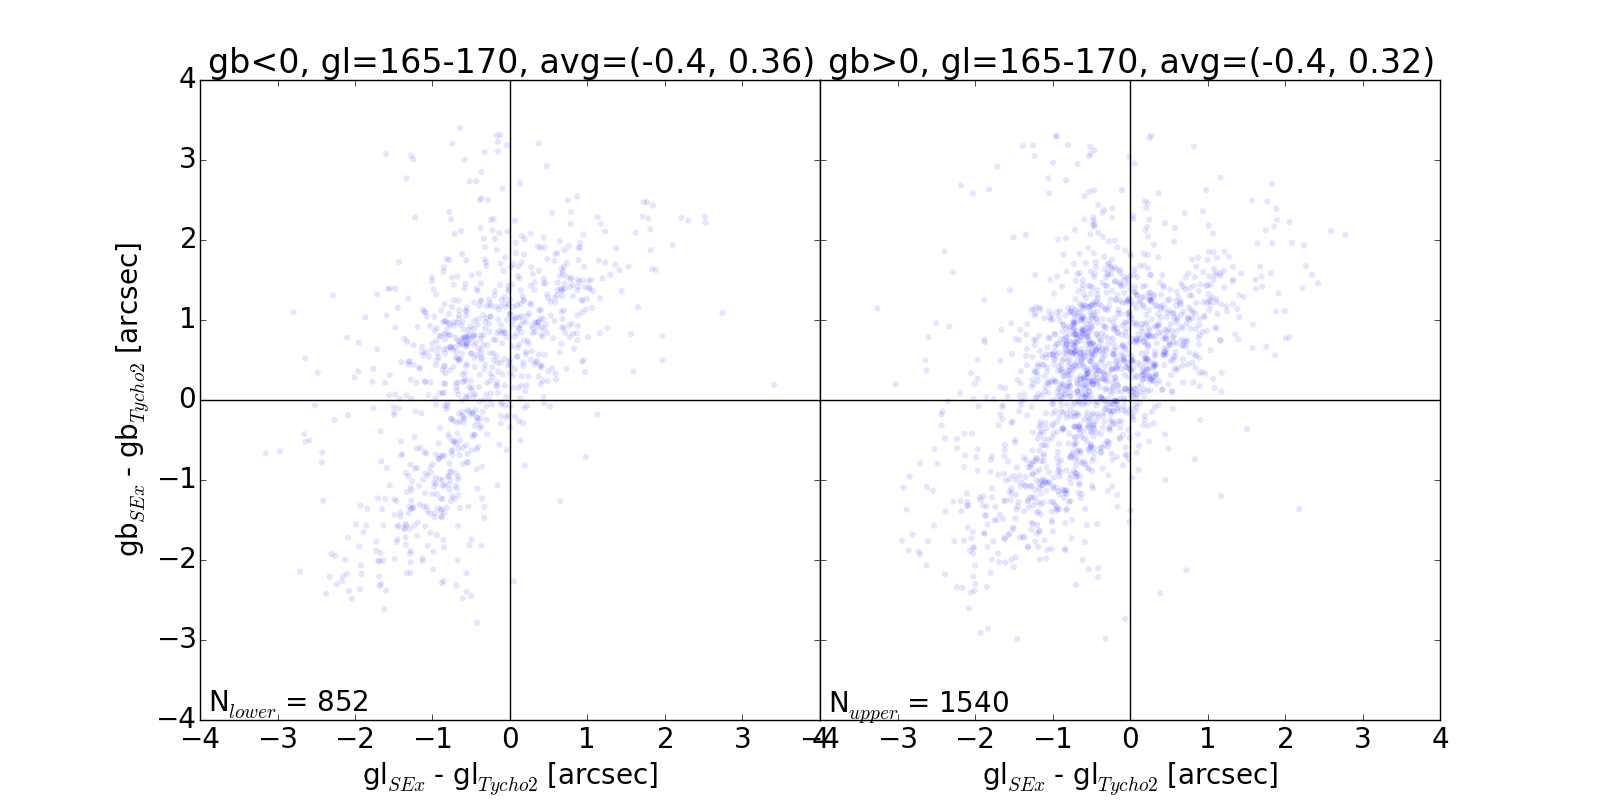 gb<0, gl=165-170, avg=(-0.4, 0.36) gb>0, gl=165-170, avg=(-0.4, 0.32)
4
3
2
1
0
−1
−2
−3
−4
gb_SEx - gb_Tycho2 [arcsec]
N_lower = 852
N_upper = 1540
−4 −3 −2 −1 0 1 2 3 4
−4 −3 −2 −1 0 1 2 3 4
gl_SEx - gl_Tycho2 [arcsec]
gl_SEx - gl_Tycho2 [arcsec]